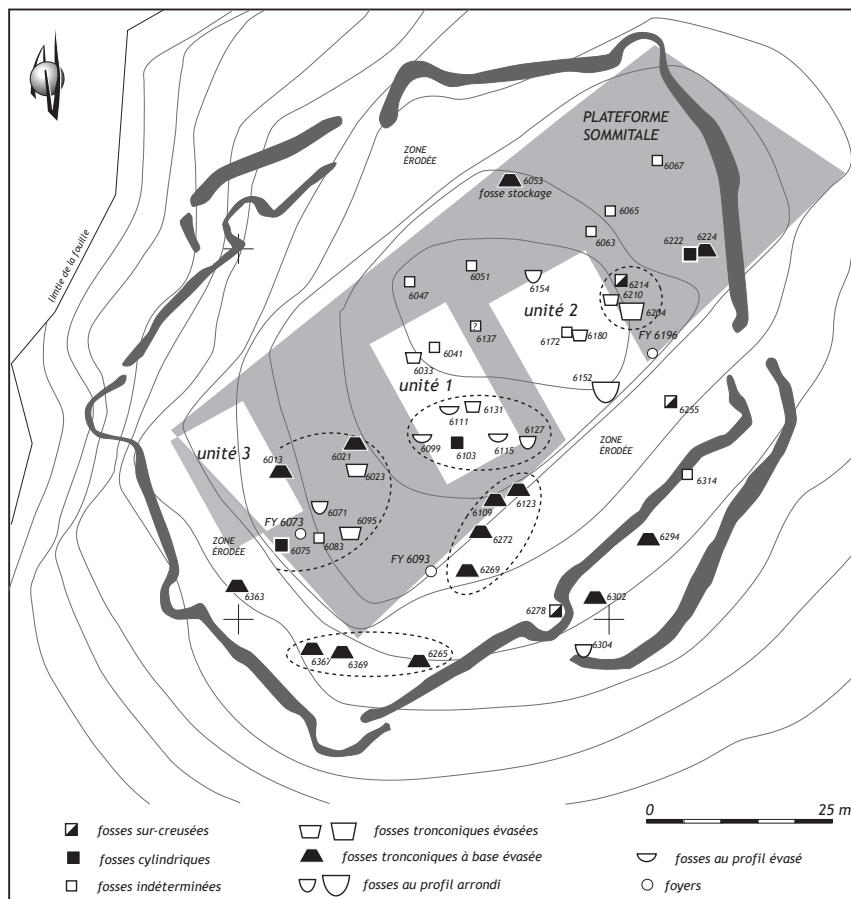 PLATEFORME
SOMMITALE
ZONE
ÉRODÉE
6067
6053
fosse stockage
6065
6063
6222
6224
limtie de la fouille
6051
6154
6214
6047
6210
6204
unité 2
6137
?
FY 6196
6172
6180
6041
6033
unité 1
6152
6255
6131
6111
6127
ZONE
ÉRODÉE
unité 3
6099
6103
6115
6021
6013
6023
6314
6123
6109
6071
FY 6073
6095
6272
6294
ZONE
ÉRODÉE
6075
6083
FY 6093
6269
6363
6302
6278
6304
6367
6369
6265
0
25 m
fosses sur-creusées
fosses tronconiques évasées
fosses cylindriques
fosses tronconiques à base évasée
fosses au profil évasé
fosses indéterminées
fosses au profil arrondi
foyers